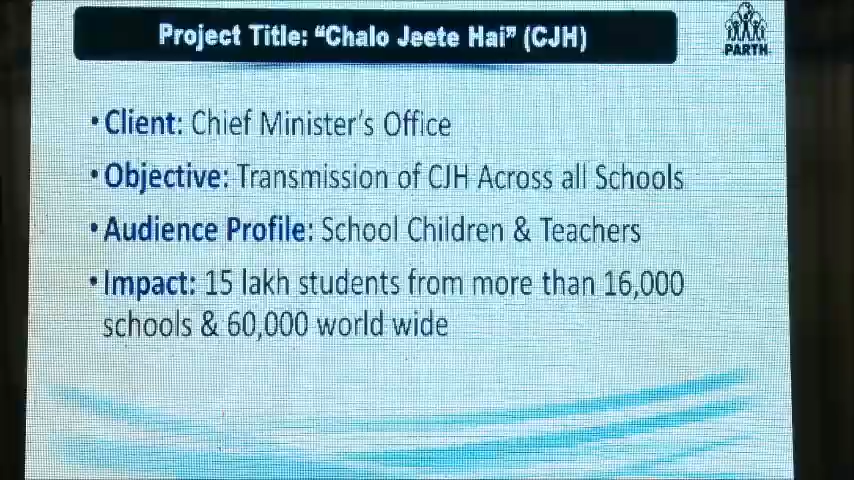 Project Title: “Chalo Jeete Hai” (CJH)
PARTH
• Client: Chief Minister’s Office
• Objective: Transmission of CJH Across all Schools
• Audience Profile: School Children & Teachers
• Impact: 15 lakh students from more than 16,000
schools & 60,000 world wide